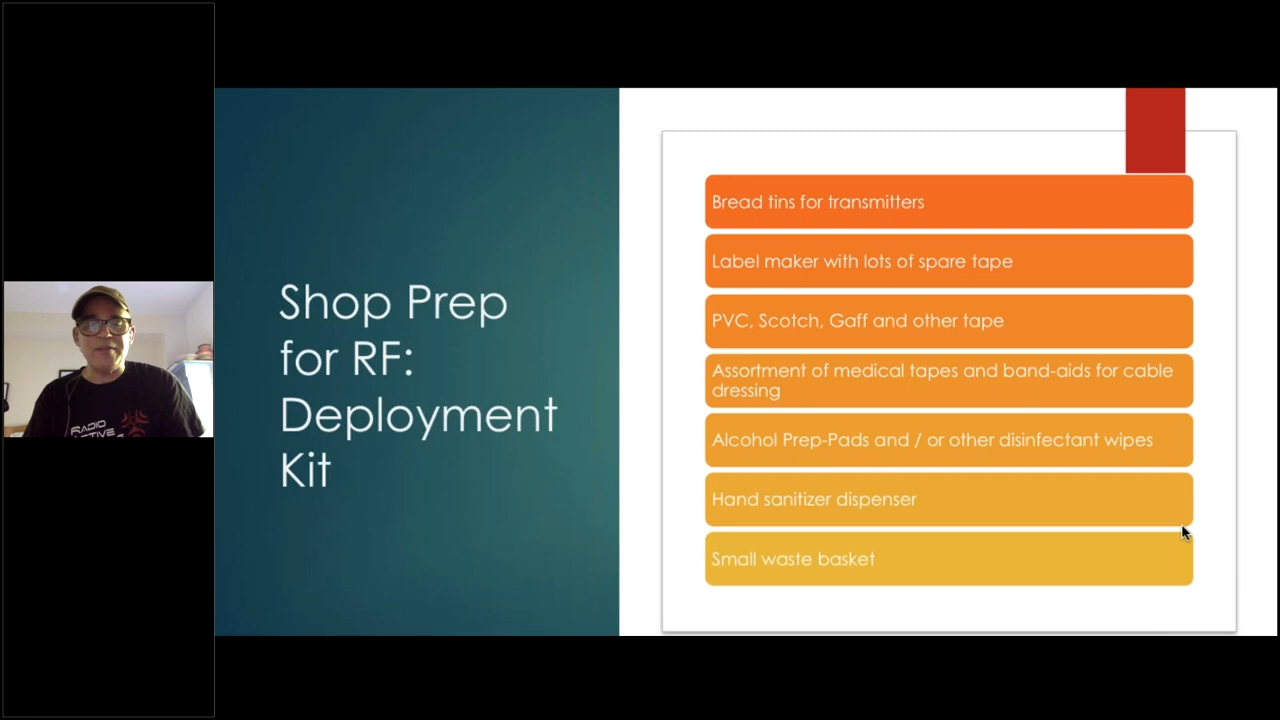 Shop Prep
for RF:
Deployment
Kit
Bread tins for transmitters
Label maker with lots of spare tape
PVC, Scotch, Gaff and other tape
Assortment of medical tapes and band-aids for cable
dressing
Alcohol Prep-Pads and / or other disinfectant wipes
Hand sanitizer dispenser
Small waste basket
RADIO